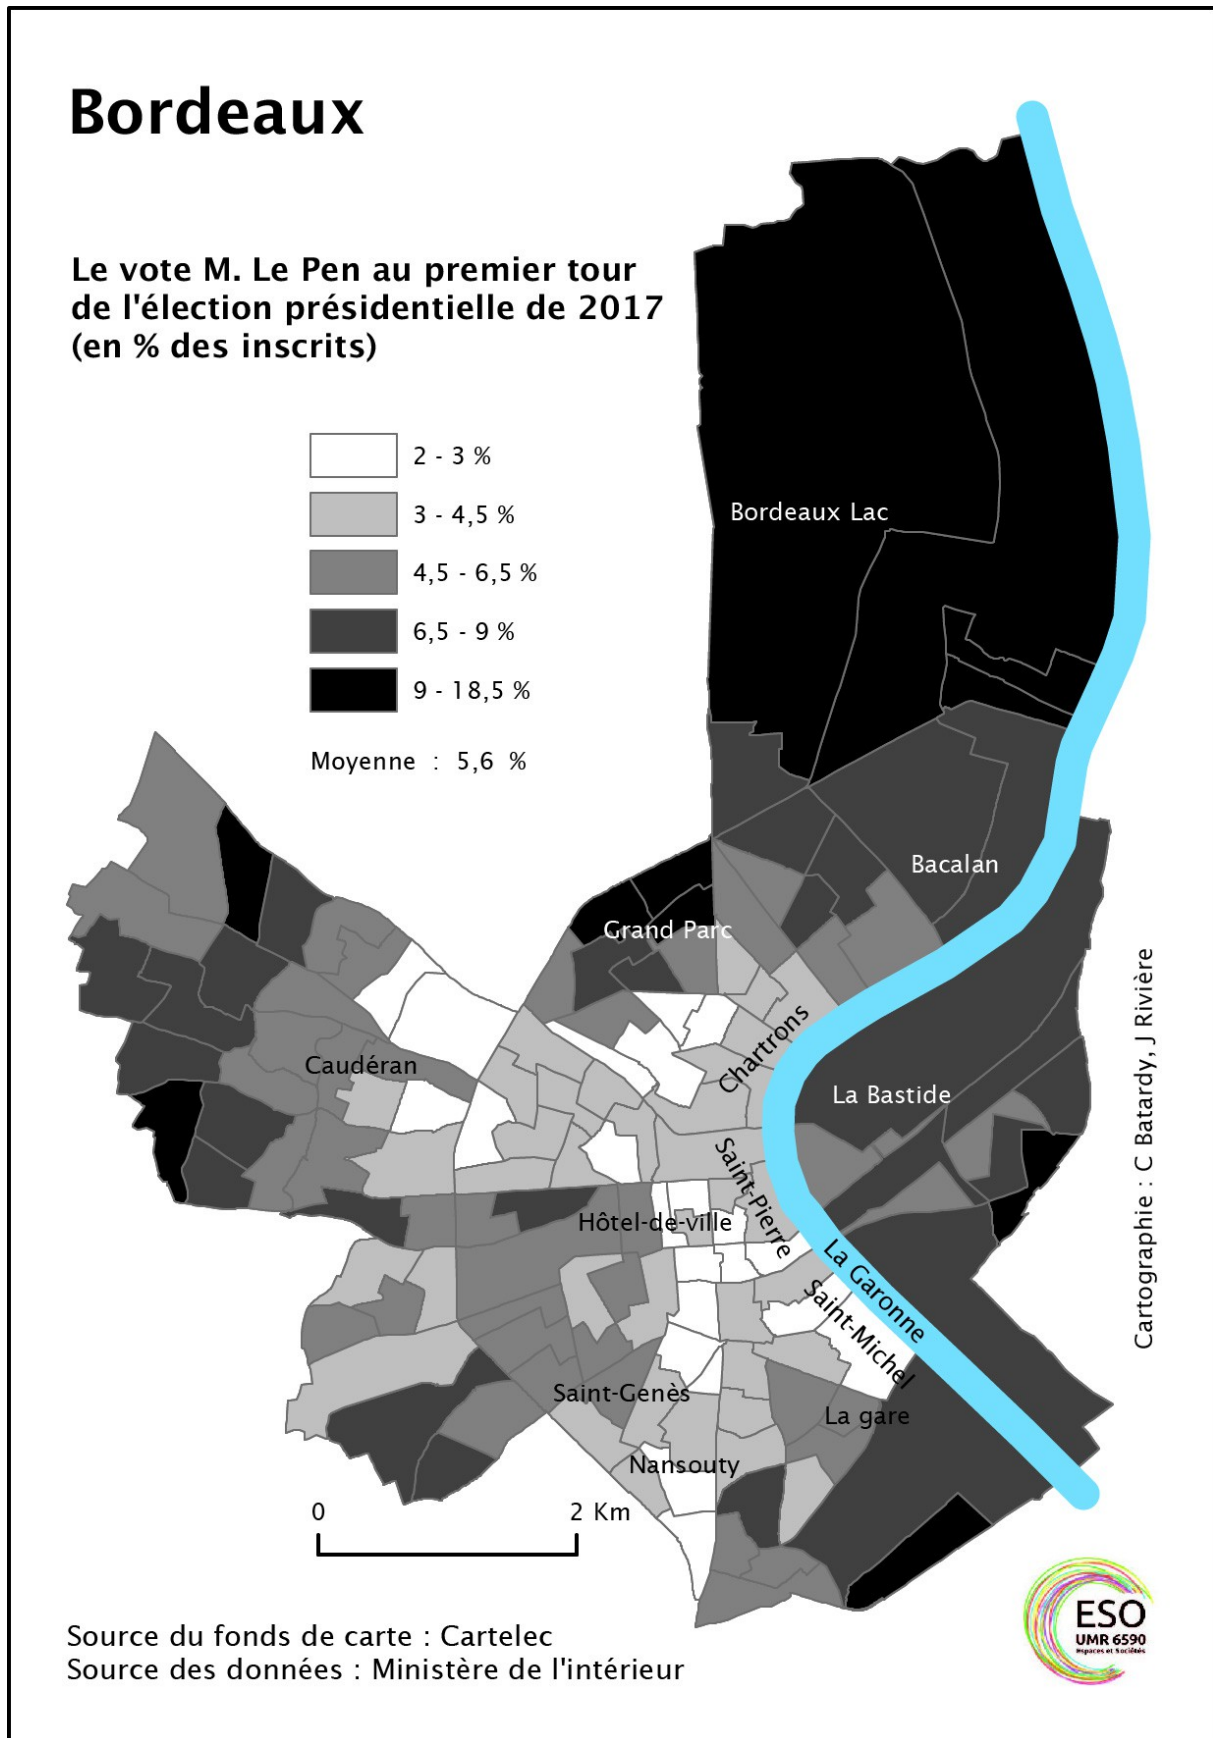 Bordeaux
Le vote M. Le Pen au premier tour
de l'élection présidentielle de 2017
(en % des inscrits)
2 - 3 %
3 - 4,5 %
4,5 - 6,5 %
6,5 - 9 %
9 - 18,5 %
Moyenne : 5,6 %
Bordeaux Lac
Bacalan
Grand Parc
Chartrons
Caudéran
La Bastide
Saint-Pierre
Hôtel-de-ville
La Garonne
Saint-Michel
Saint-Genès
La gare
Nansouty
0 2 Km
Cartographie : C Batardy, J Rivière
ESO
UMR 6590
Espaces et Sociétés
Source du fonds de carte : Cartelec
Source des données : Ministère de l'intérieur